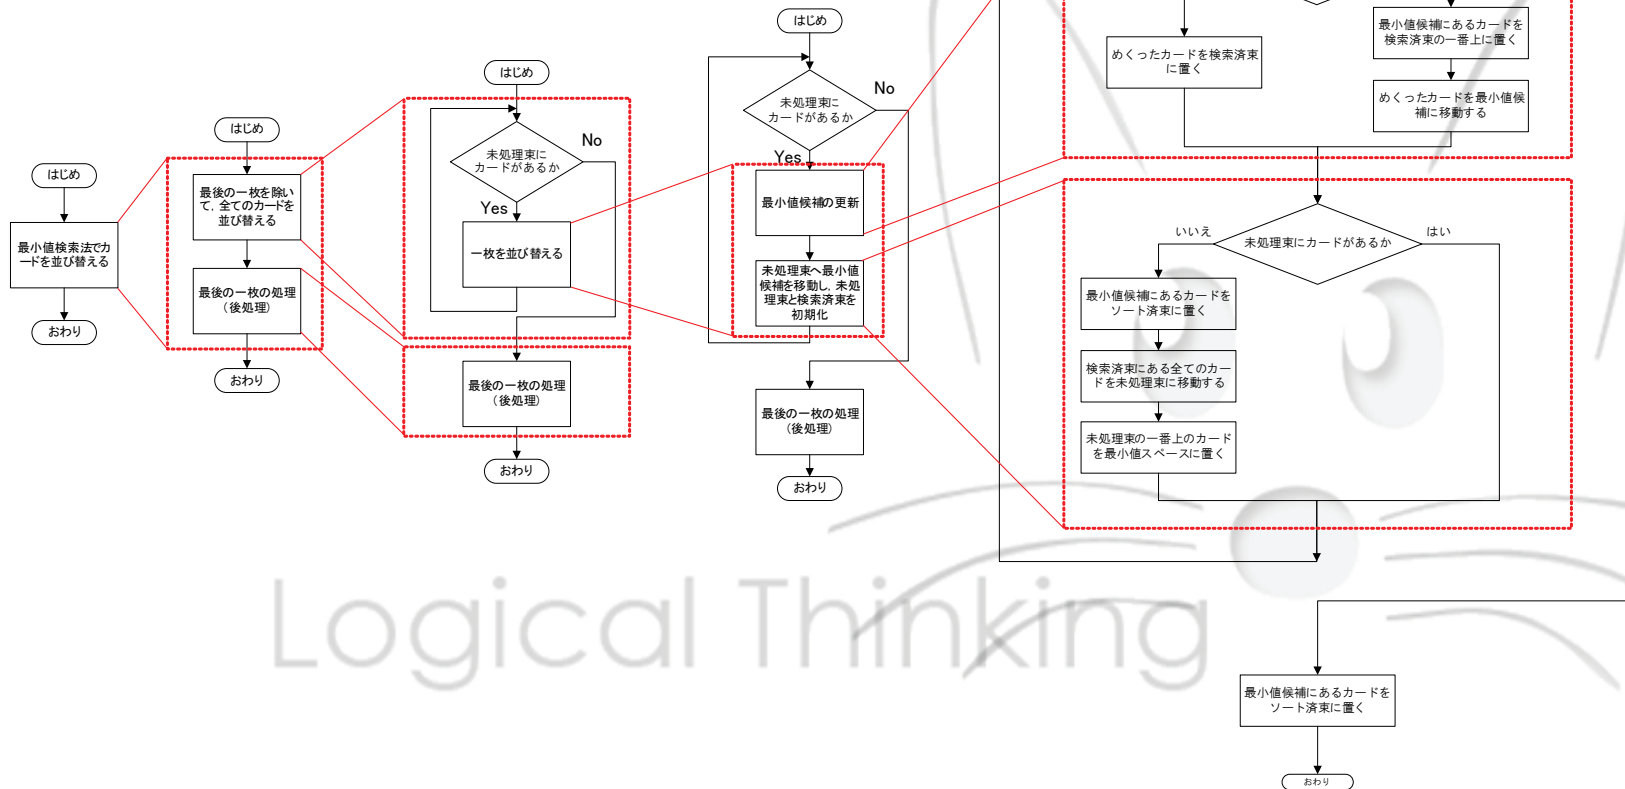 はじめ
最小値検索法でカ
ードを並び替える
おわり
はじめ
最後の一枚を除い
て，全てのカードを
並び替える
最後の一枚の処理
（後処理）
おわり
はじめ
未処理束に
カードがあるか
No
Yes
一枚を並び替える
最後の一枚の処理
（後処理）
おわり
はじめ
未処理束に
カードがあるか
No
Yes
最小値候補の更新
未処理束へ最小値
候補を移動し，未処
理束と検索済束を
初期化
最後の一枚の処理
（後処理）
おわり
めくったカードを検索済束
に置く
最小値候補にあるカードを
検索済束の一番上に置く
めくったカードを最小値候
補に移動する
未処理束にカードがあるか
いいえ
はい
最小値候補にあるカードを
ソート済束に置く
検索済束にある全てのカー
ドを未処理束に移動する
未処理束の一番上のカード
を最小値スペースに置く
最小値候補にあるカードを
ソート済束に置く
おわり
Logical Thinking